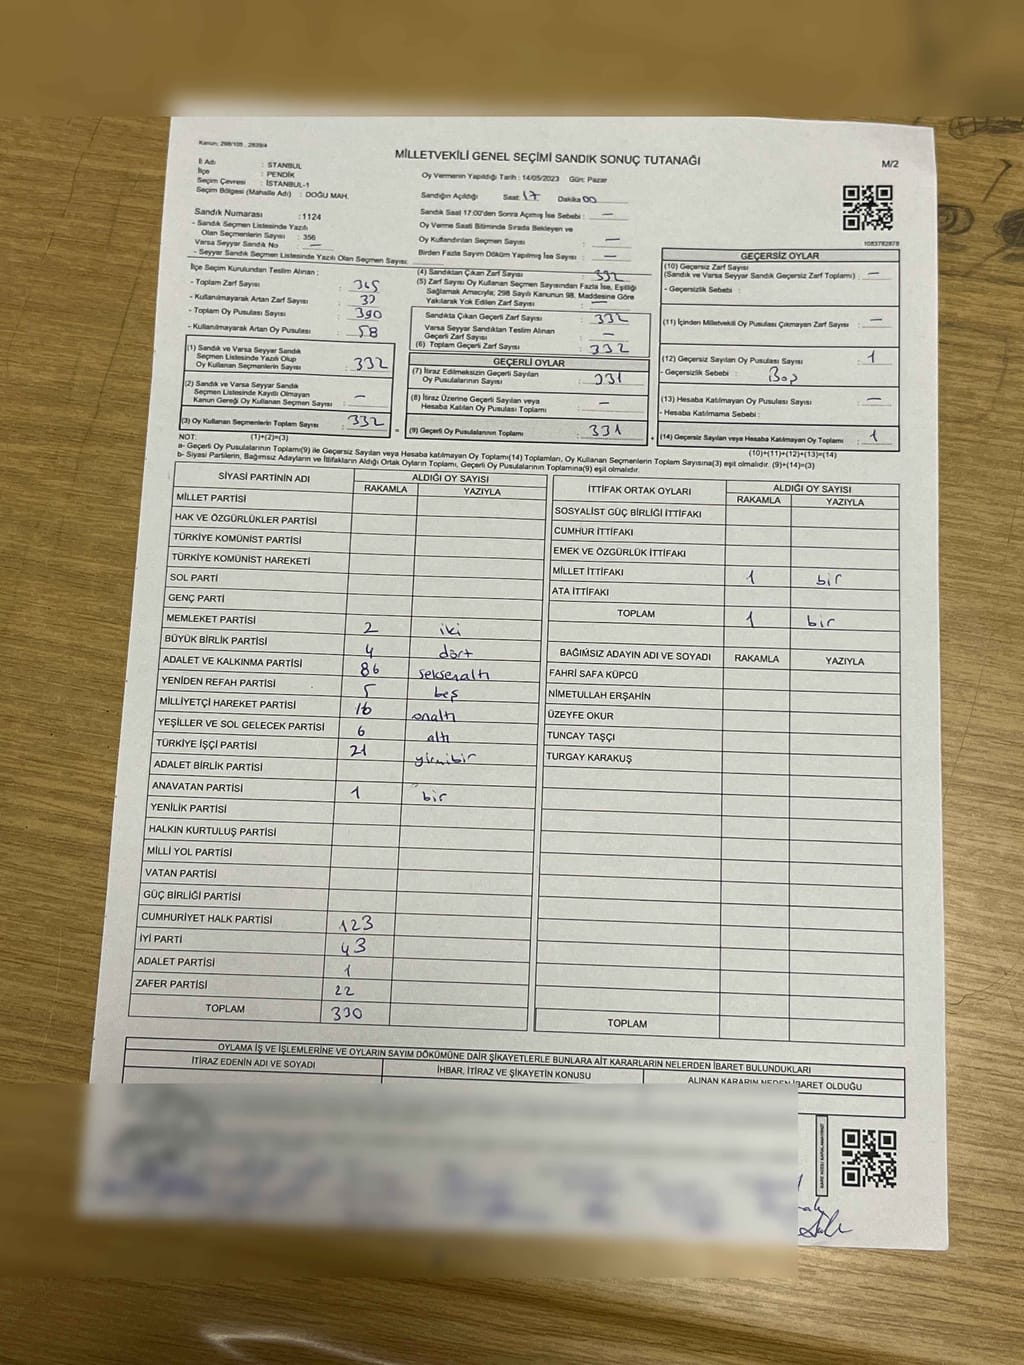 Kanun: 298/105 , 2839/4
MİLLETVEKİLİ GENEL SEÇİMİ SANDIK SONUÇ TUTANAĞI
M/2
İl Adı : STANBUL
İlçe : PENDİK
Seçim Çevresi : İSTANBUL-1
Seçim Bölgesi (Mahalle Adı) : DOĞU MAH.
Oy Vermenin Yapıldığı Tarih : 14/05/2023 Gün: Pazar
Sandığın Açıldığı Saat: 17 Dakika 00
Sandık Saat 17:00'den Sonra Açımış İse Sebebi : —
Oy Verme Saati Bitiminde Sırada Bekleyen ve
Oy Kullandırılan Seçmen Sayısı : —
Birden Fazla Sayım Döküm Yapılmış İse Sayısı : —
1083782878
Sandık Numarası : 1124
- Sandık Seçmen Listesinde Yazılı
Olan Seçmenlerin Sayısı : 356
Varsa Seyyar Sandık No : —
- Seyyar Sandık Seçmen Listesinde Yazılı Olan Seçmen Sayısı:
İlçe Seçim Kurulundan Teslim Alınan ;
- Toplam Zarf Sayısı : 365
- Kullanılmayarak Artan Zarf Sayısı : 33
- Toplam Oy Pusulası Sayısı : 390
- Kullanılmayarak Artan Oy Pusulası : 58
(1) Sandık ve Varsa Seyyar Sandık
Seçmen Listesinde Yazılı Olup
Oy Kullanan Seçmenlerin Sayısı : 332
(2) Sandık ve Varsa Seyyar Sandık
Seçmen Listesinde Kayıtlı Olmayan
Kanun Gereği Oy Kullanan Seçmen Sayısı : —
(3) Oy Kullanan Seçmenlerin Toplam Sayısı : 332
(4) Sandıktan Çıkan Zarf Sayısı : 332
(5) Zarf Sayısı Oy Kullanan Seçmen Sayısından Fazla İse, Eşitliği
Sağlamak Amacıyla; 298 Sayılı Kanunun 98. Maddesine Göre
Yakılarak Yok Edilen Zarf Sayısı : —
Sandıkta Çıkan Geçerli Zarf Sayısı : 332
Varsa Seyyar Sandıktan Teslim Alınan
Geçerli Zarf Sayısı : —
(6) Toplam Geçerli Zarf Sayısı : 332
GEÇERLİ OYLAR
(7) İtiraz Edilmeksizin Geçerli Sayılan
Oy Pusulalarının Sayısı : 331
(8) İtiraz Üzerine Geçerli Sayılan veya
Hesaba Katılan Oy Pusulaları Toplamı : —
(9) Geçerli Oy Pusulalarının Toplamı : 331
GEÇERSİZ OYLAR
(10) Geçersiz Zarf Sayısı
(Sandık ve Varsa Seyyar Sandık Geçersiz Zarf Toplamı) : —
- Geçersizlik Sebebi :
(11) İçinden Milletvekili Oy Pusulası Çıkmayan Zarf Sayısı : —
(12) Geçersiz Sayılan Oy Pusulası Sayısı : 1
- Geçersizlik Sebebi : Boş
(13) Hesaba Katılmayan Oy Pusulası Sayısı : —
- Hesaba Katılmama Sebebi :
(14) Geçersiz Sayılan veya Hesaba Katılmayan Oy Toplamı : 1
NOT: (1)+(2)=(3)
(10)+(11)+(12)+(13)=(14)
a- Geçerli Oy Pusulalarının Toplamı(9) ile Geçersiz Sayılan veya Hesaba katılmayan Oy Toplamı(14) Toplamları, Oy Kullanan Seçmenlerin Toplam Sayısına(3) eşit olmalıdır. (9)+(14)=(3)
b- Siyasi Partilerin, Bağımsız Adayların ve İttifakların Aldığı Ortak Oyların Toplamı, Geçerli Oy Pusulalarının Toplamına(9) eşit olmalıdır.
SİYASİ PARTİNİN ADI ALDIĞI OY SAYISI
RAKAMLA YAZIYLA
MİLLET PARTİSİ
HAK VE ÖZGÜRLÜKLER PARTİSİ
TÜRKİYE KOMÜNİST PARTİSİ
TÜRKİYE KOMÜNİST HAREKETİ
SOL PARTİ
GENÇ PARTİ
MEMLEKET PARTİSİ 2 iki
BÜYÜK BİRLİK PARTİSİ 4 dört
ADALET VE KALKINMA PARTİSİ 86 seksenaltı
YENİDEN REFAH PARTİSİ 5 beş
MİLLİYETÇİ HAREKET PARTİSİ 16 onaltı
YEŞİLLER VE SOL GELECEK PARTİSİ 6 altı
TÜRKİYE İŞÇİ PARTİSİ 21 yirmibir
ADALET BİRLİK PARTİSİ
ANAVATAN PARTİSİ 1 bir
YENİLİK PARTİSİ
HALKIN KURTULUŞ PARTİSİ
MİLLİ YOL PARTİSİ
VATAN PARTİSİ
GÜÇ BİRLİĞİ PARTİSİ
CUMHURİYET HALK PARTİSİ 123
İYİ PARTİ 43
ADALET PARTİSİ 1
ZAFER PARTİSİ 22
TOPLAM 330
İTTİFAK ORTAK OYLARI ALDIĞI OY SAYISI
RAKAMLA YAZIYLA
SOSYALİST GÜÇ BİRLİĞİ İTTİFAKI
CUMHUR İTTİFAKI
EMEK VE ÖZGÜRLÜK İTTİFAKI
MİLLET İTTİFAKI 1 bir
ATA İTTİFAKI
TOPLAM 1 bir
BAĞIMSIZ ADAYIN ADI VE SOYADI RAKAMLA YAZIYLA
FAHRİ SAFA KÜPCÜ
NİMETULLAH ERŞAHİN
ÜZEYFE OKUR
TUNCAY TAŞÇI
TURGAY KARAKUŞ
TOPLAM
OYLAMA İŞ VE İŞLEMLERİNE VE OYLARIN SAYIM DÖKÜMÜNE DAİR ŞİKAYETLERLE BUNLARA AİT KARARLARIN NELERDEN İBARET BULUNDUKLARI
İTİRAZ EDENİN ADI VE SOYADI İHBAR, İTİRAZ VE ŞİKAYETİN KONUSU ALINAN KARARIN NEDEN İBARET OLDUĞU